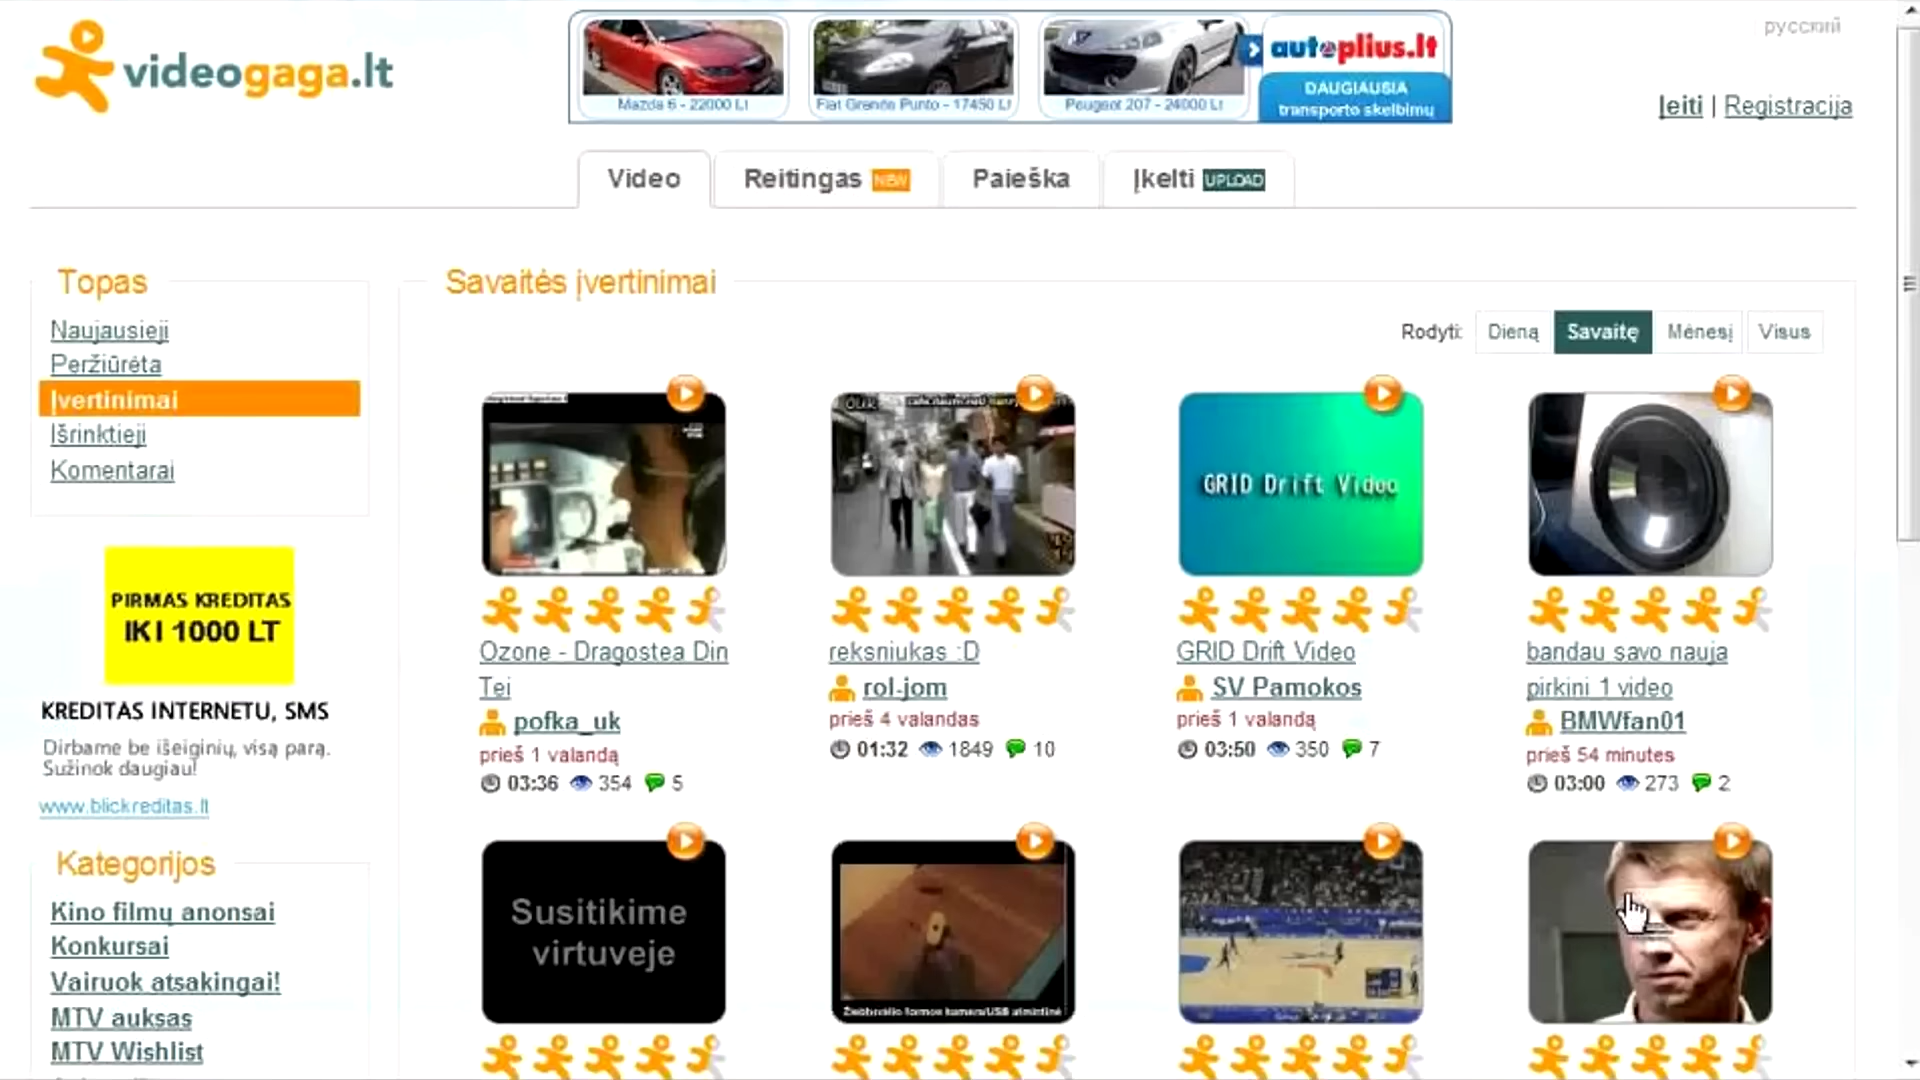 videogaga.lt
Mazda 6 - 22000 Lt
Fiat Grande Punto - 17450 Lt
Peugeot 207 - 24000 Lt
autoplius.lt
DAUGIAUSIA
transporto skelbimų
русский
Įeiti | Registracija
Video
Reitingas NEW
Paieška
Įkelti UPLOAD
Topas
Naujausieji
Peržiūrėta
Įvertinimai
Išrinktieji
Komentarai
PIRMAS KREDITAS
IKI 1000 LT
KREDITAS INTERNETU, SMS
Dirbame be išeiginių, visą parą.
Sužinok daugiau!
www.blickreditas.lt
Kategorijos
Kino filmų anonsai
Konkursai
Vairuok atsakingai!
MTV auksas
MTV Wishlist
Savaitės įvertinimai
Rodyti: Dieną Savaitę Mėnesį Visus
GRID Drift Video
Ozone - Dragostea Din
Tei
pofka_uk
prieš 1 valandą
03:36 354 5
reksniukas :D
rol-jom
prieš 4 valandas
01:32 1849 10
GRID Drift Video
SV Pamokos
prieš 1 valandą
03:50 350 7
bandau savo nauja
pirkini 1 video
BMWfan01
prieš 54 minutes
03:00 273 2
Susitikime
virtuveje
Žiebtuvėlio formos kamera/USB atmintinė